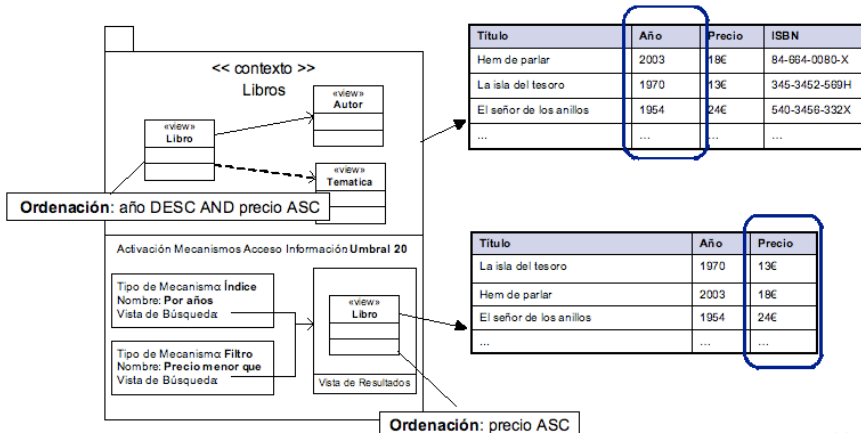 << contexto >>
Libros
«view»
Autor
«view»
Libro
«view»
Tematica
Ordenación: año DESC AND precio ASC
Título Año Precio ISBN
Hem de parlar 2003 18€ 84-664-0080-X
La isla del tesoro 1970 13€ 345-3452-569H
El señor de los anillos 1954 24€ 540-3456-332X
... ... ... ...
Activación Mecanismos Acceso Información Umbral 20
Tipo de Mecanismo: Índice
Nombre: Por años
Vista de Búsqueda:
Tipo de Mecanismo: Filtro
Nombre: Precio menor que
Vista de Búsqueda:
«view»
Libro
Vista de Resultados
Ordenación: precio ASC
Título Año Precio
La isla del tesoro 1970 13€
Hem de parlar 2003 18€
El señor de los anillos 1954 24€
... ... ...